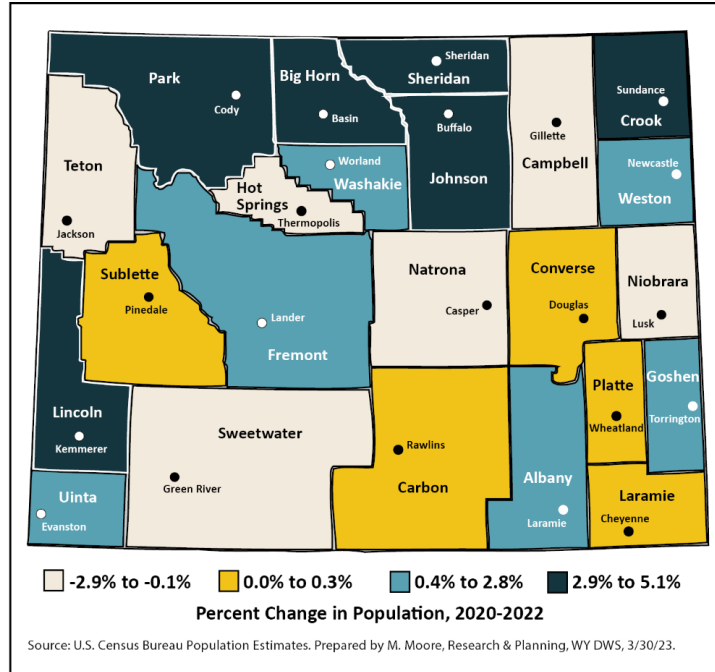 Park
Cody
Big Horn
Basin
Sheridan
Sheridan
Buffalo
Johnson
Gillette
Campbell
Sundance
Crook
Newcastle
Weston
Teton
Jackson
Hot
Springs
Thermopolis
Worland
Washakie
Sublette
Pinedale
Lander
Fremont
Natrona
Casper
Converse
Douglas
Niobrara
Lusk
Lincoln
Kemmerer
Sweetwater
Green River
Rawlins
Carbon
Albany
Laramie
Platte
Wheatland
Goshen
Torrington
Uinta
Evanston
Laramie
Cheyenne
-2.9% to -0.1%
0.0% to 0.3%
0.4% to 2.8%
2.9% to 5.1%
Percent Change in Population, 2020-2022
Source: U.S. Census Bureau Population Estimates. Prepared by M. Moore, Research & Planning, WY DWS, 3/30/23.